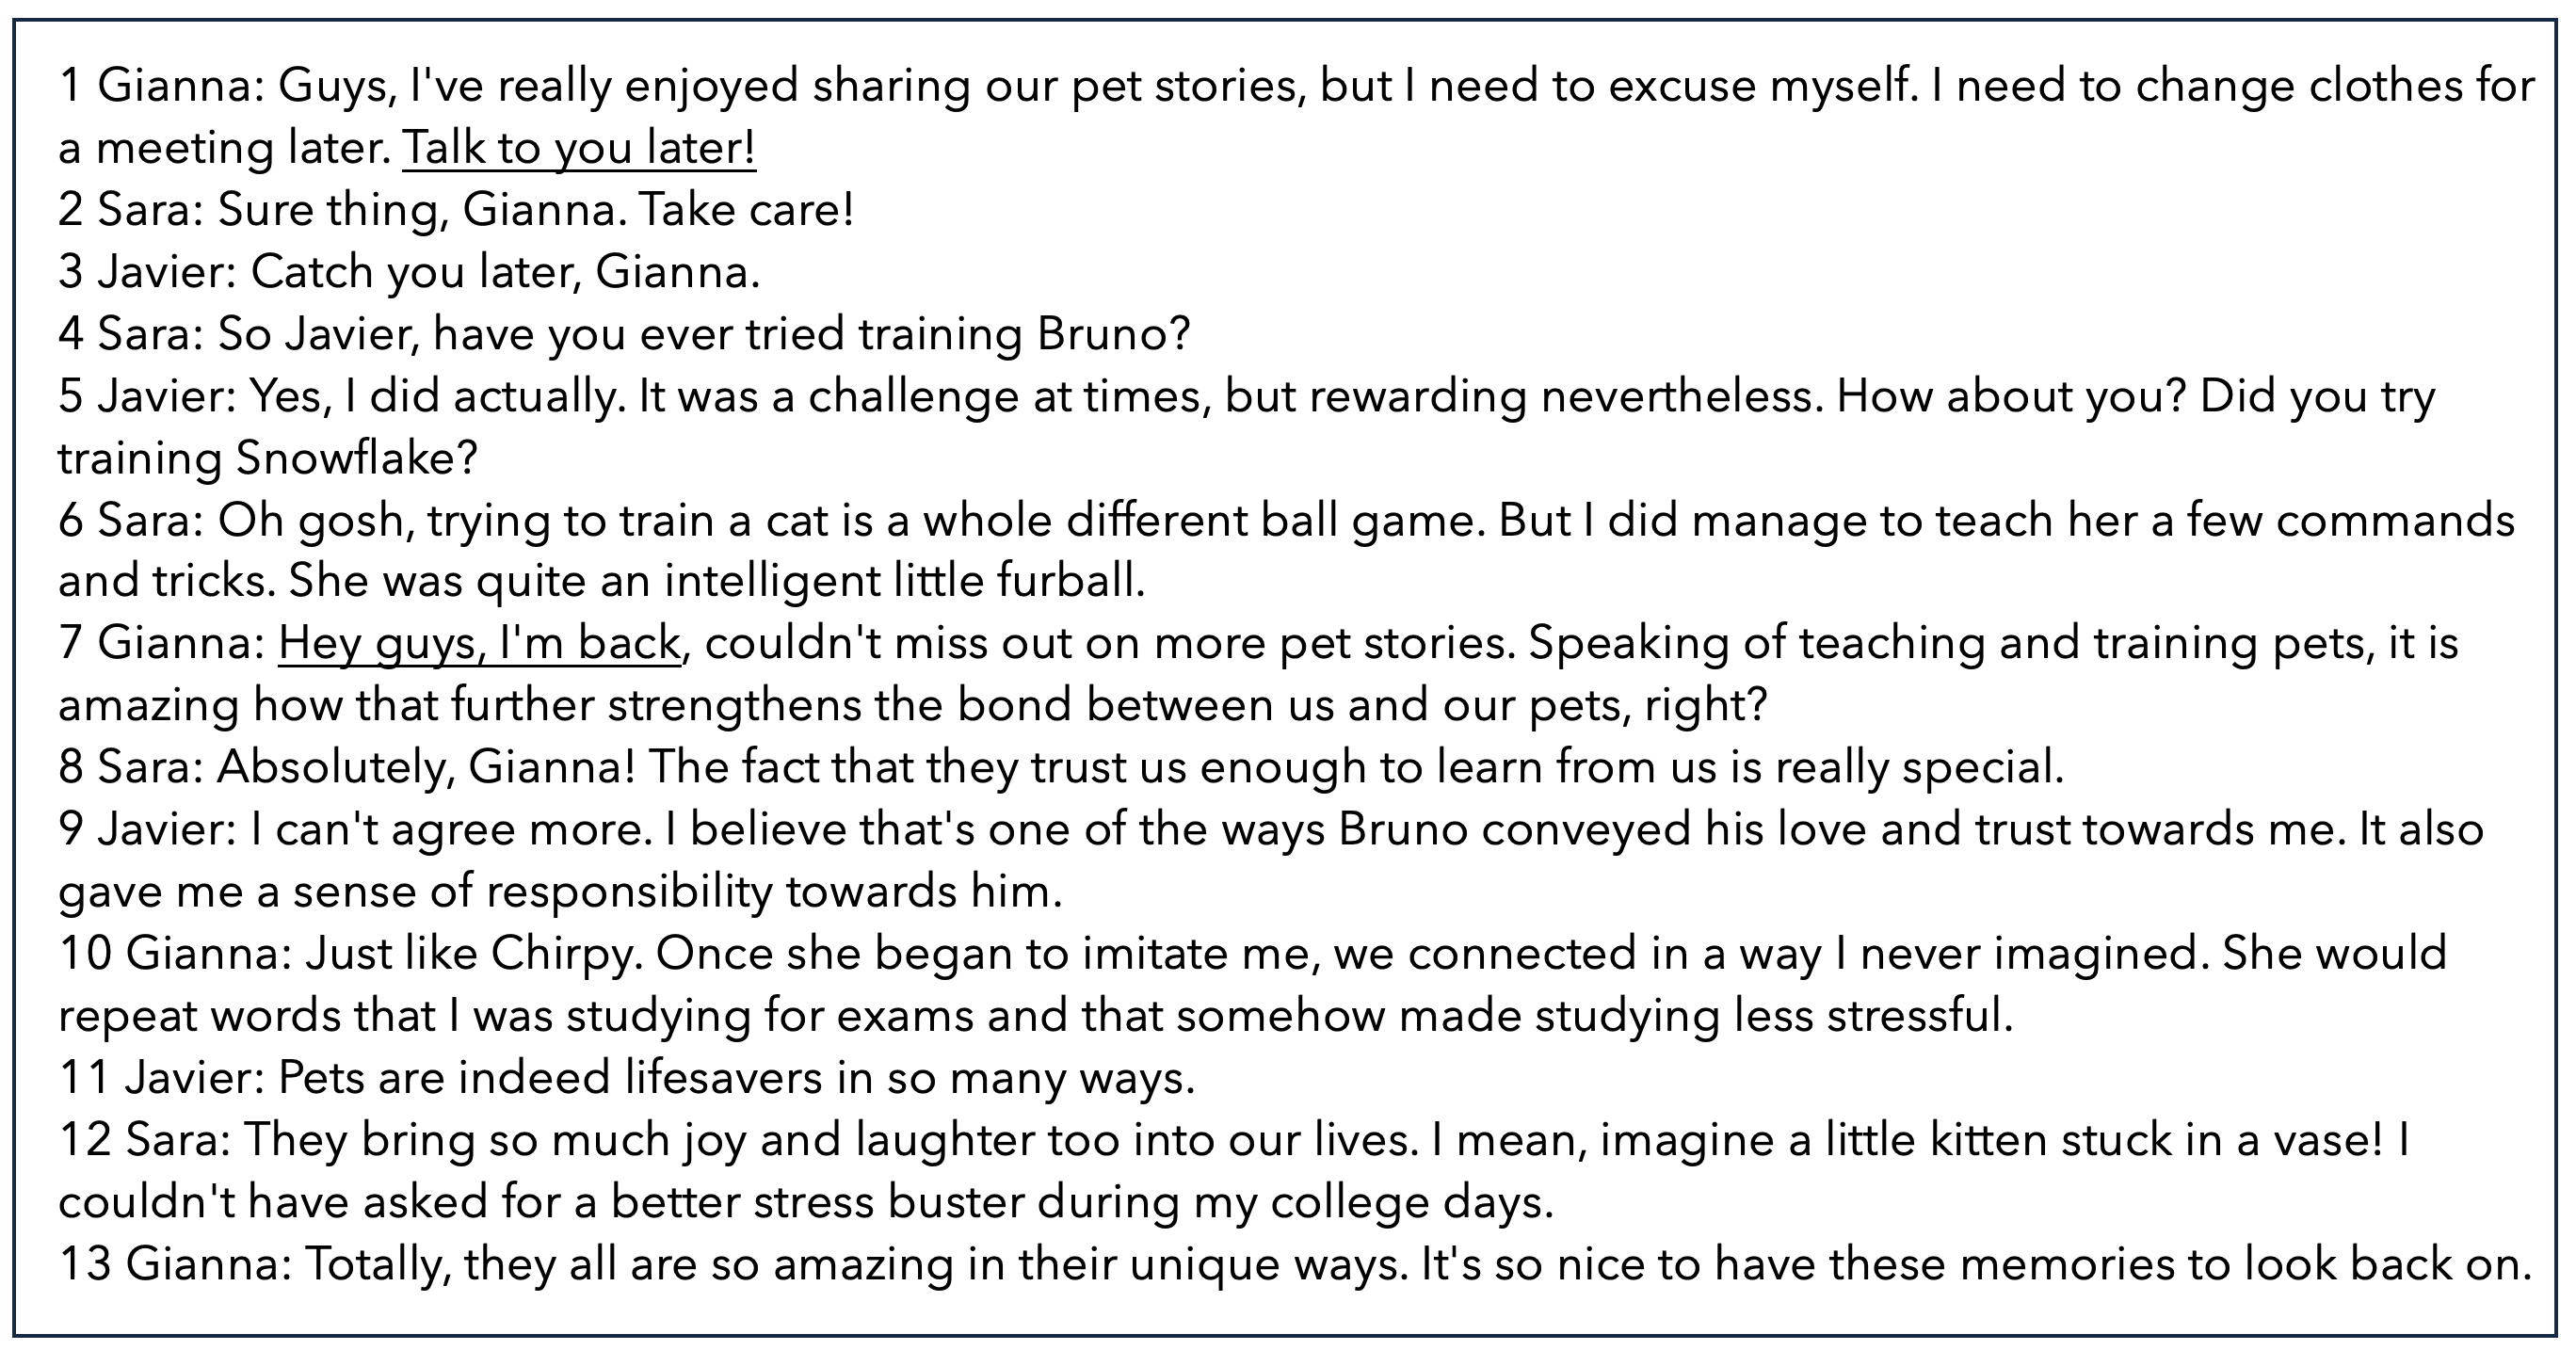 1 Gianna: Guys, I've really enjoyed sharing our pet stories, but I need to excuse myself. I need to change clothes for
a meeting later. Talk to you later!
2 Sara: Sure thing, Gianna. Take care!
3 Javier: Catch you later, Gianna.
4 Sara: So Javier, have you ever tried training Bruno?
5 Javier: Yes, I did actually. It was a challenge at times, but rewarding nevertheless. How about you? Did you try
training Snowflake?
6 Sara: Oh gosh, trying to train a cat is a whole different ball game. But I did manage to teach her a few commands
and tricks. She was quite an intelligent little furball.
7 Gianna: Hey guys, I'm back, couldn't miss out on more pet stories. Speaking of teaching and training pets, it is
amazing how that further strengthens the bond between us and our pets, right?
8 Sara: Absolutely, Gianna! The fact that they trust us enough to learn from us is really special.
9 Javier: I can't agree more. I believe that's one of the ways Bruno conveyed his love and trust towards me. It also
gave me a sense of responsibility towards him.
10 Gianna: Just like Chirpy. Once she began to imitate me, we connected in a way I never imagined. She would
repeat words that I was studying for exams and that somehow made studying less stressful.
11 Javier: Pets are indeed lifesavers in so many ways.
12 Sara: They bring so much joy and laughter too into our lives. I mean, imagine a little kitten stuck in a vase! I
couldn't have asked for a better stress buster during my college days.
13 Gianna: Totally, they all are so amazing in their unique ways. It's so nice to have these memories to look back on.